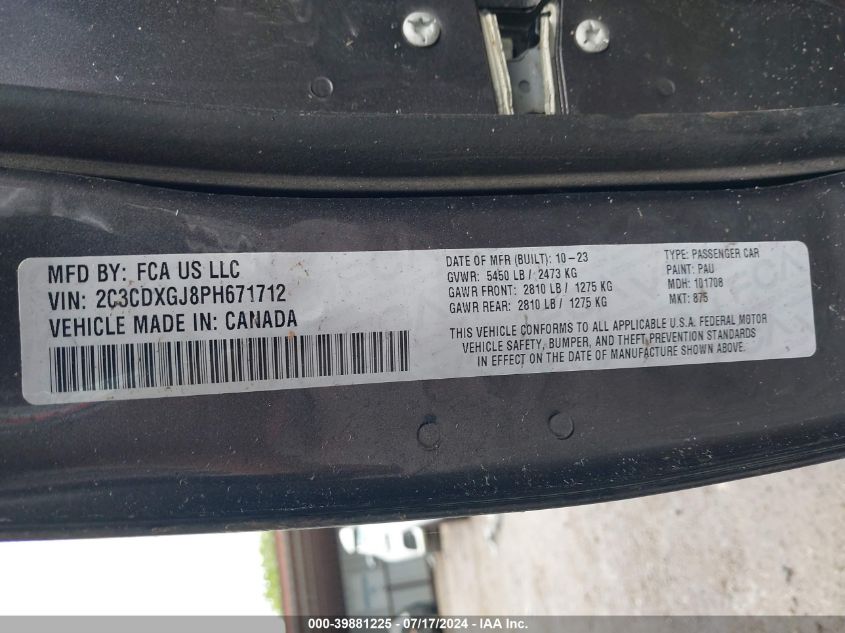 MFD BY: FCA US LLC
VIN: 2C3CDXGJ8PH671712
VEHICLE MADE IN: CANADA
DATE OF MFR (BUILT): 10-23
GVWR: 5450 LB / 2473 KG
GAWR FRONT: 2810 LB / 1275 KG
GAWR REAR: 2810 LB / 1275 KG
TYPE: PASSENGER CAR
PAINT: PAU
MDH: 101708
MKT: 875
THIS VEHICLE CONFORMS TO ALL APPLICABLE U.S.A. FEDERAL MOTOR
VEHICLE SAFETY, BUMPER, AND THEFT PREVENTION STANDARDS
IN EFFECT ON THE DATE OF MANUFACTURE SHOWN ABOVE.
000-39881225 - 07/17/2024 - IAA Inc.